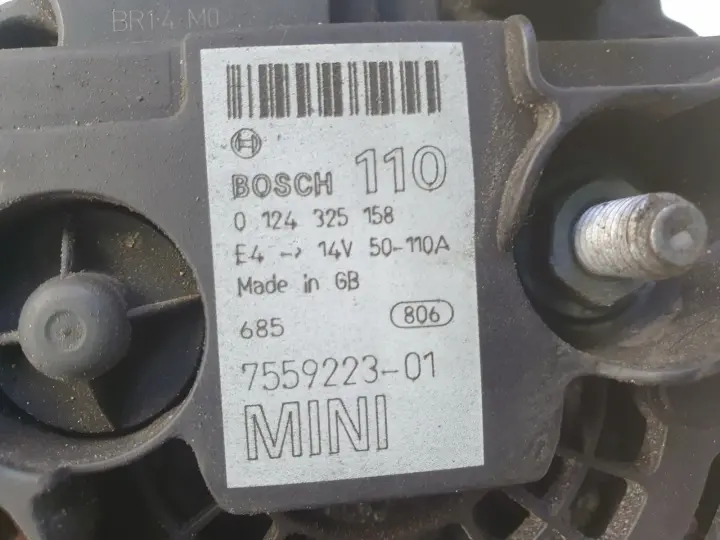 BR14 M0
BOSCH 110
0 124 325 158
E4 -> 14V 50-110A
Made in GB
685 806
7559223-01
MINI